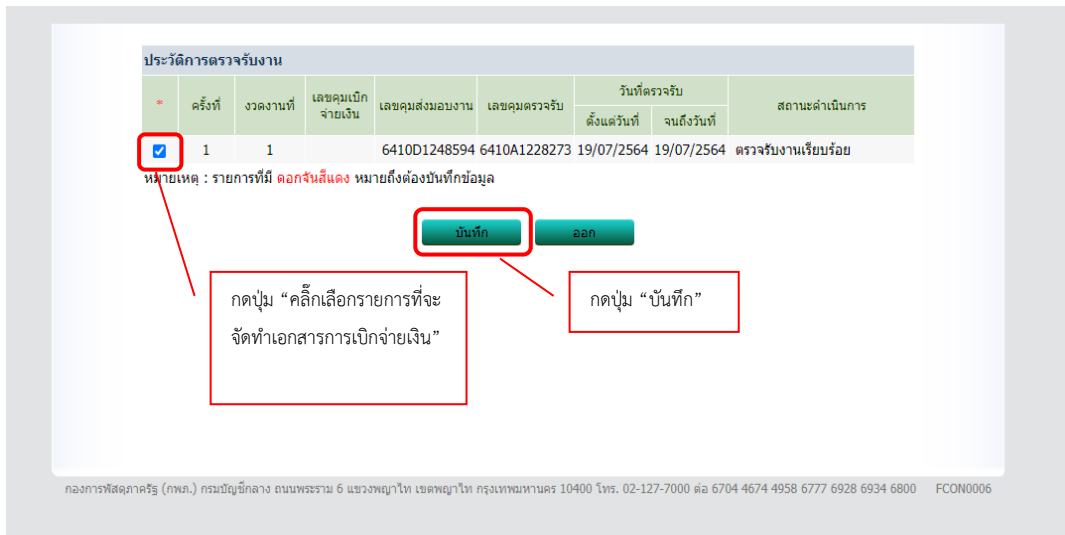 ประวัติการตรวจรับงาน
* ครั้งที่ งวดงานที่ เลขคุมเบิกจ่ายเงิน เลขคุมส่งมอบงาน เลขคุมตรวจรับ วันที่ตรวจรับ สถานะดำเนินการ
ตั้งแต่วันที่ จนถึงวันที่
1 1 6410D1248594 6410A1228273 19/07/2564 19/07/2564 ตรวจรับงานเรียบร้อย
หมายเหตุ : รายการที่มี ดอกจันสีแดง หมายถึงต้องบันทึกข้อมูล
บันทึก ออก
กดปุ่ม “คลิ๊กเลือกรายการที่จะ
จัดทำเอกสารการเบิกจ่ายเงิน”
กดปุ่ม “บันทึก”
กองการพัสดุภาครัฐ (กพภ.) กรมบัญชีกลาง ถนนพระราม 6 แขวงพญาไท เขตพญาไท กรุงเทพมหานคร 10400 โทร. 02-127-7000 ต่อ 6704 4674 4958 6777 6928 6934 6800 FCON0006